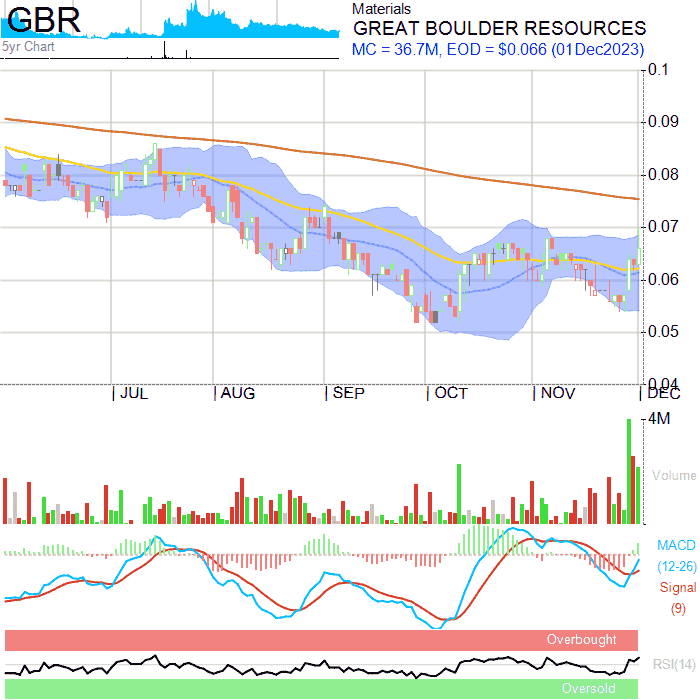 GBR
5yr Chart
Materials
GREAT BOULDER RESOURCES
MC = 36.7M, EOD = $0.066 (01Dec2023)
0.1
0.09
0.08
0.07
0.06
0.05
0.04
JUL
AUG
SEP
OCT
NOV
DEC
4M
Volume
MACD
(12-26)
Signal
(9)
Overbought
RSI(14)
Oversold